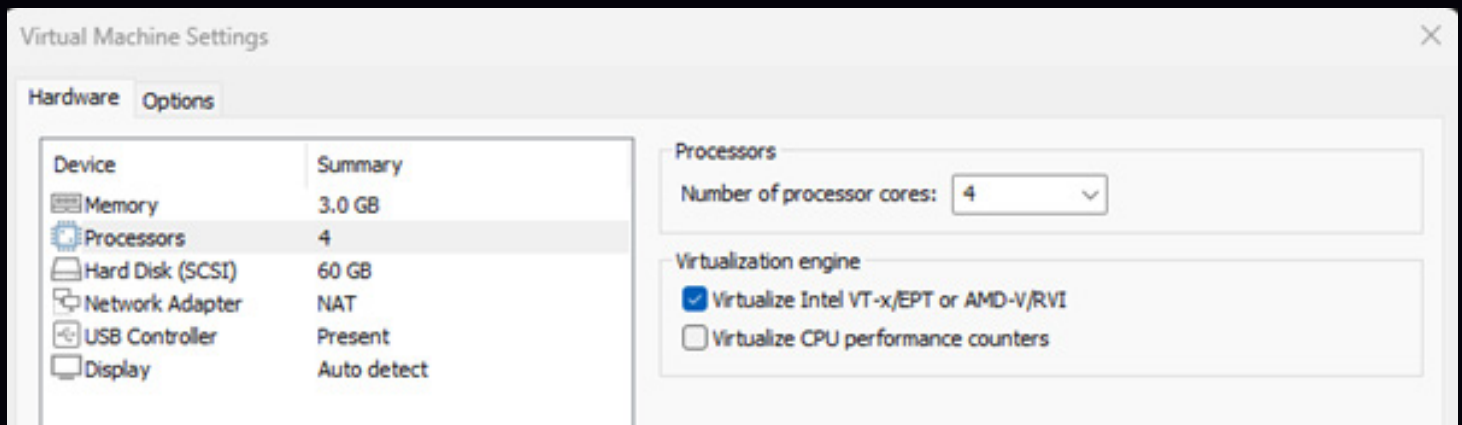 Virtual Machine Settings
Hardware Options
Device Summary
Memory 3.0 GB
Processors 4
Hard Disk (SCSI) 60 GB
Network Adapter NAT
USB Controller Present
Display Auto detect
Processors
Number of processor cores: 4
Virtualization engine
Virtualize Intel VT-x/EPT or AMD-V/RVI
Virtualize CPU performance counters